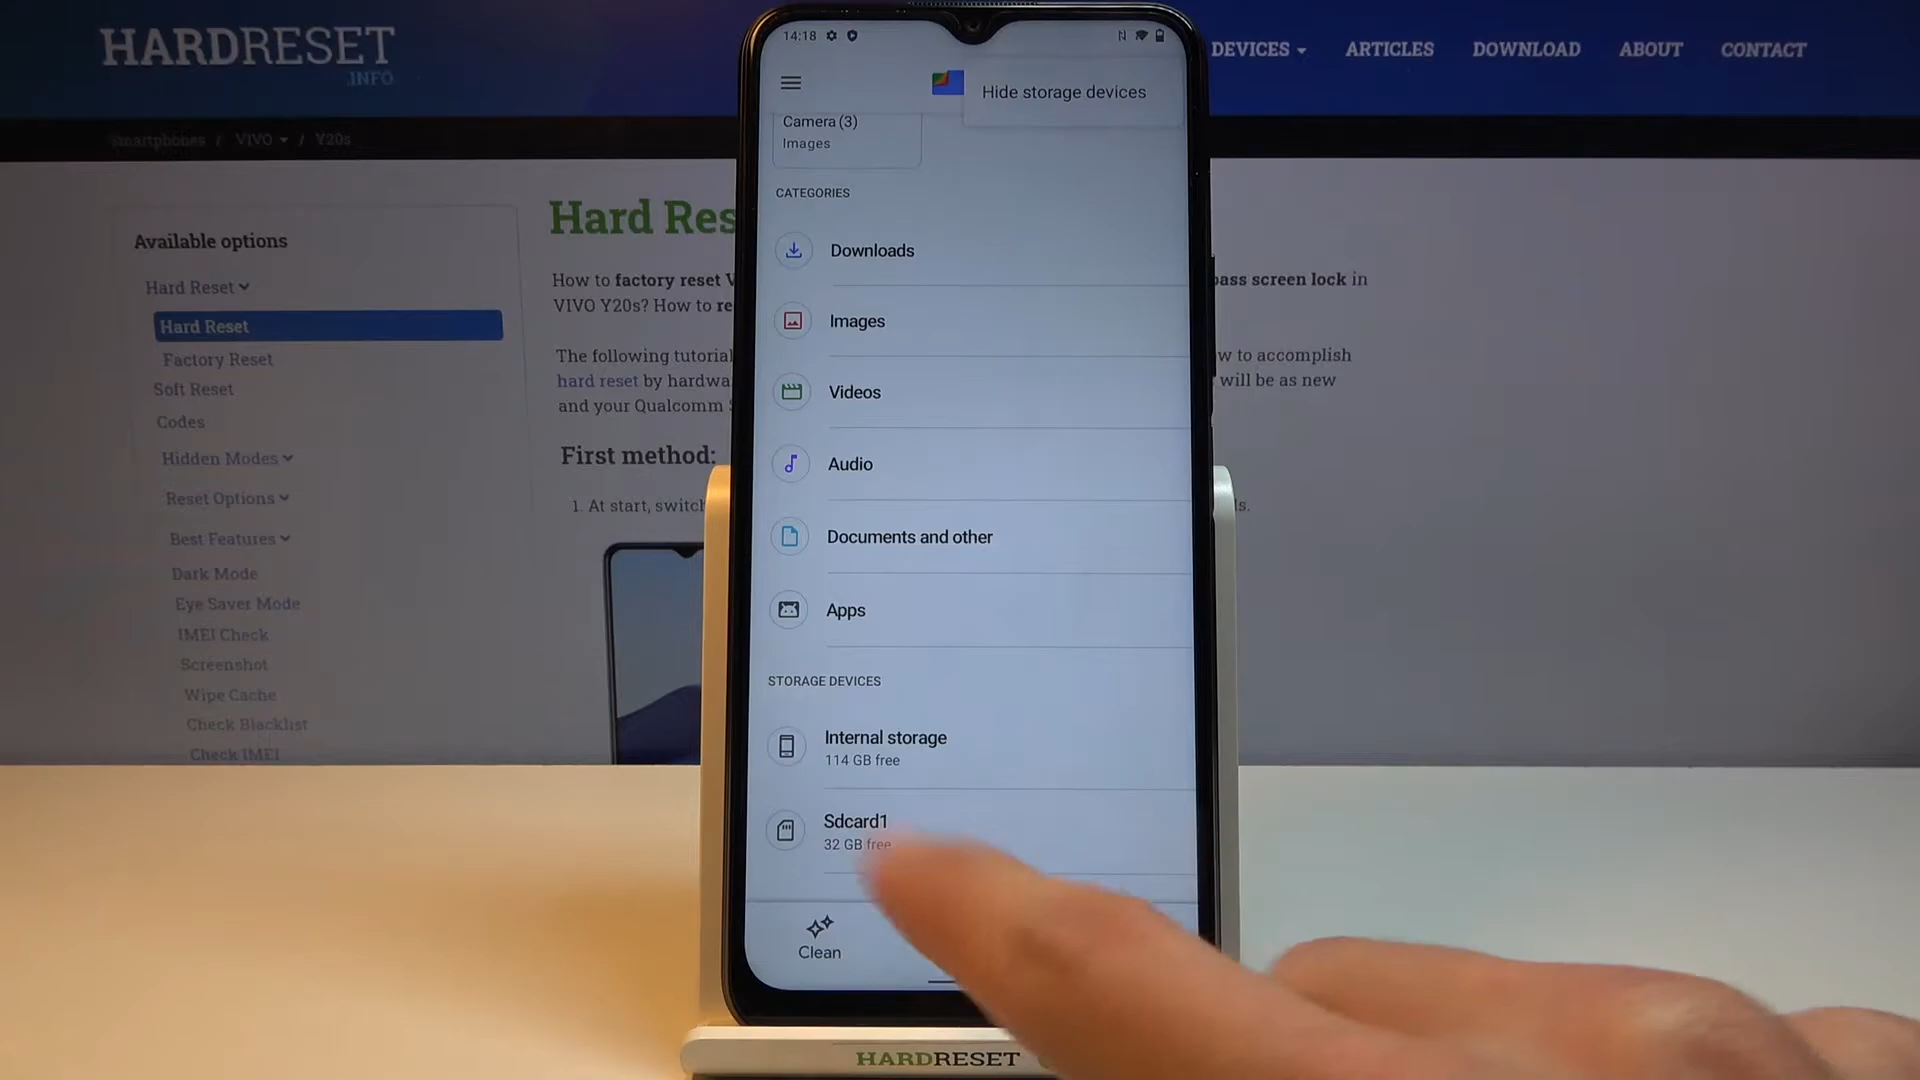 HARDRESET
.INFO
DEVICES
ARTICLES
DOWNLOAD
ABOUT
CONTACT
Smartphones / VIVO / Y20s
Available options
Hard Reset
Hard Reset
Factory Reset
Soft Reset
Codes
Hidden Modes
Reset Options
Best Features
Dark Mode
Eye Saver Mode
IMEI Check
Screenshot
Wipe Cache
Check Blacklist
Check IMEI
Hard Res
How to factory reset V
pass screen lock in
VIVO Y20s? How to re
The following tutorial
w to accomplish
hard reset by hardwa
will be as new
and your Qualcomm
First method:
1. At start, switch
ls.
14:18
Hide storage devices
Camera (3)
Images
CATEGORIES
Downloads
Images
Videos
Audio
Documents and other
Apps
STORAGE DEVICES
Internal storage
114 GB free
Sdcard1
32 GB free
Clean
HARDRESET